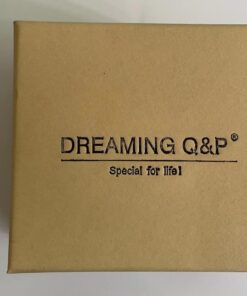 DREAMING Q&P®
Special for life!